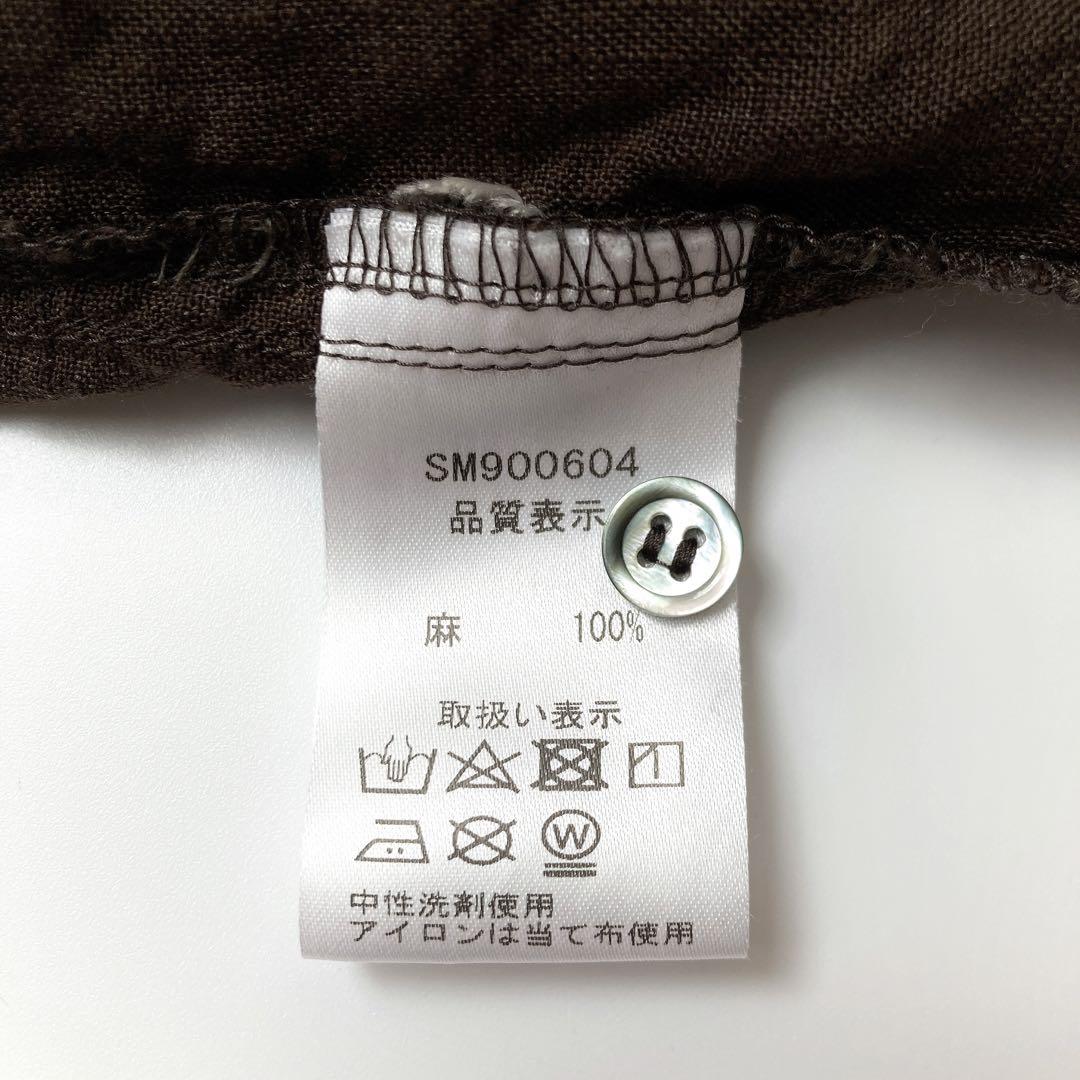 SM900604
品質表示
麻 100%
取扱い表示
W
中性洗剤使用
アイロンは当て布使用